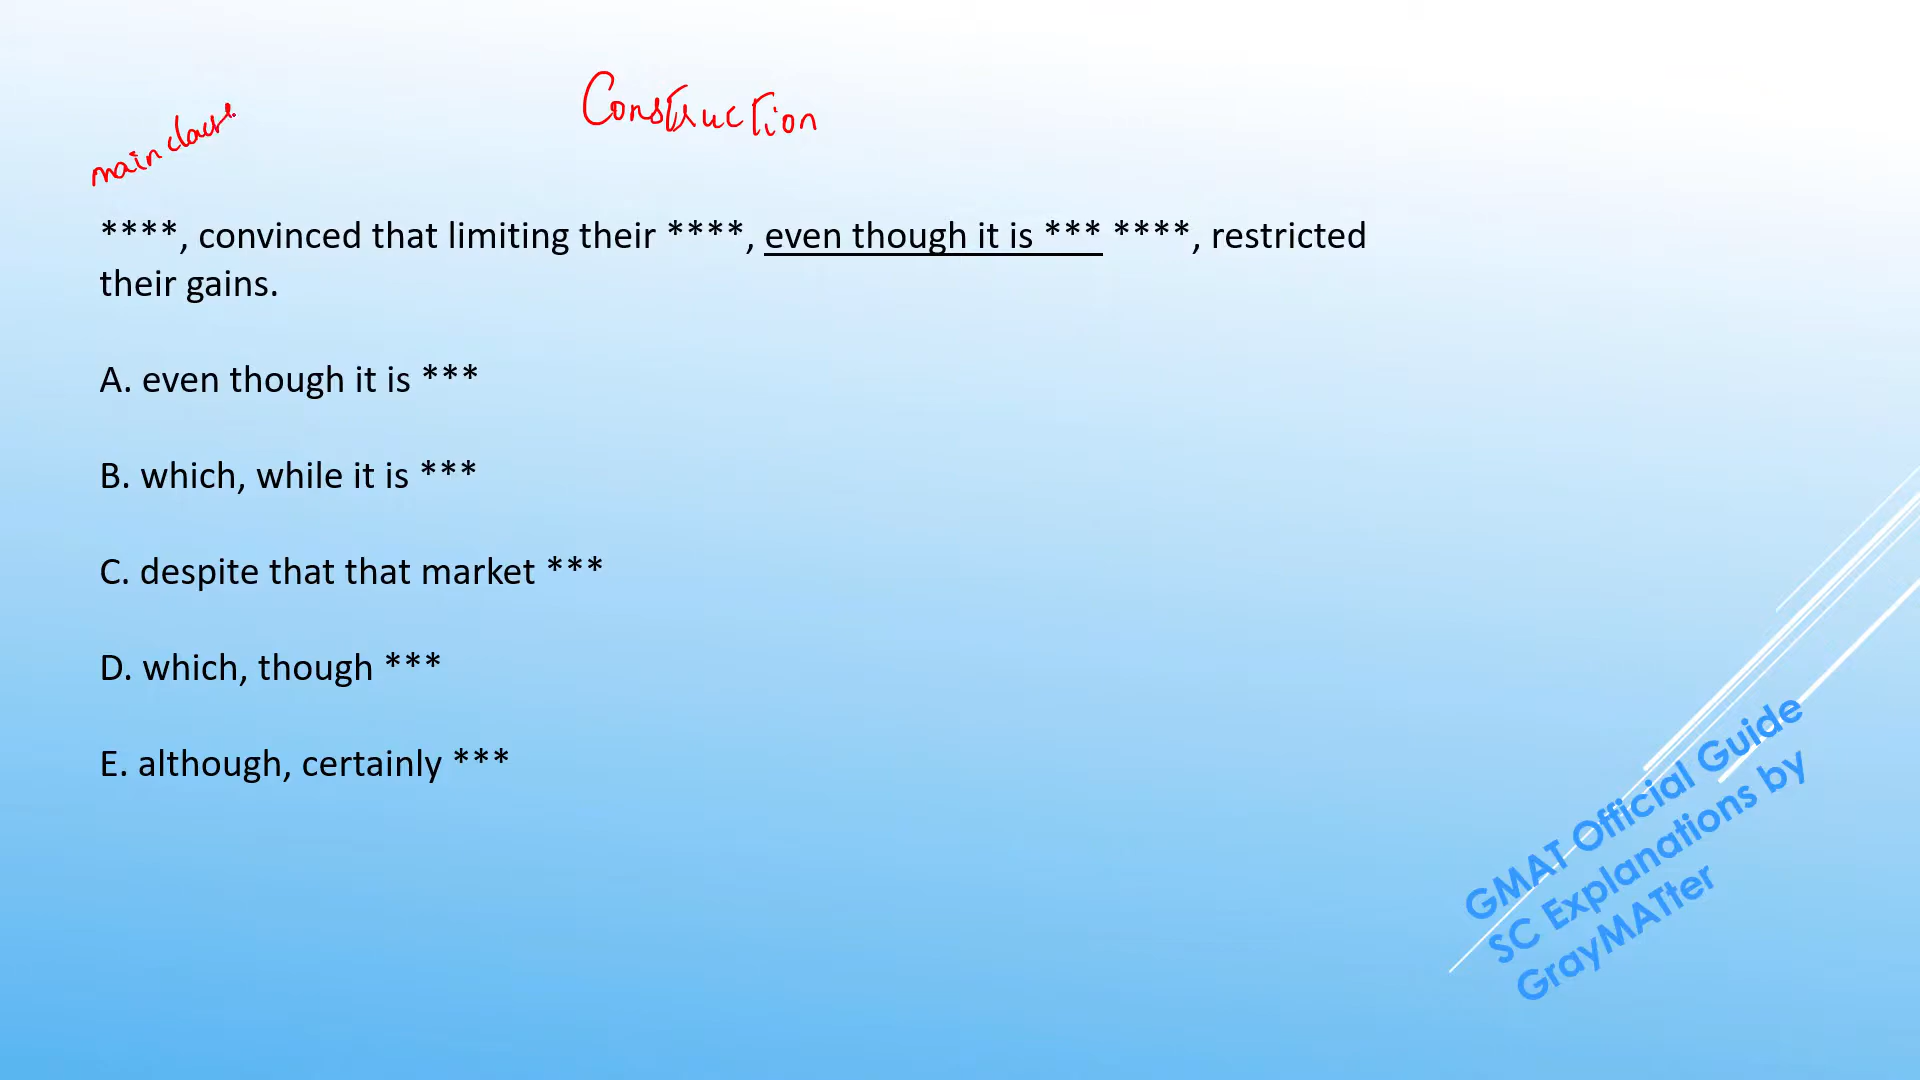 Construction
main clause
****, convinced that limiting their ****, even though it is *** ****, restricted
their gains.
A. even though it is ***
B. which, while it is ***
C. despite that that market ***
D. which, though ***
E. although, certainly ***
GMAT Official Guide
SC Explanations by
GrayMATter